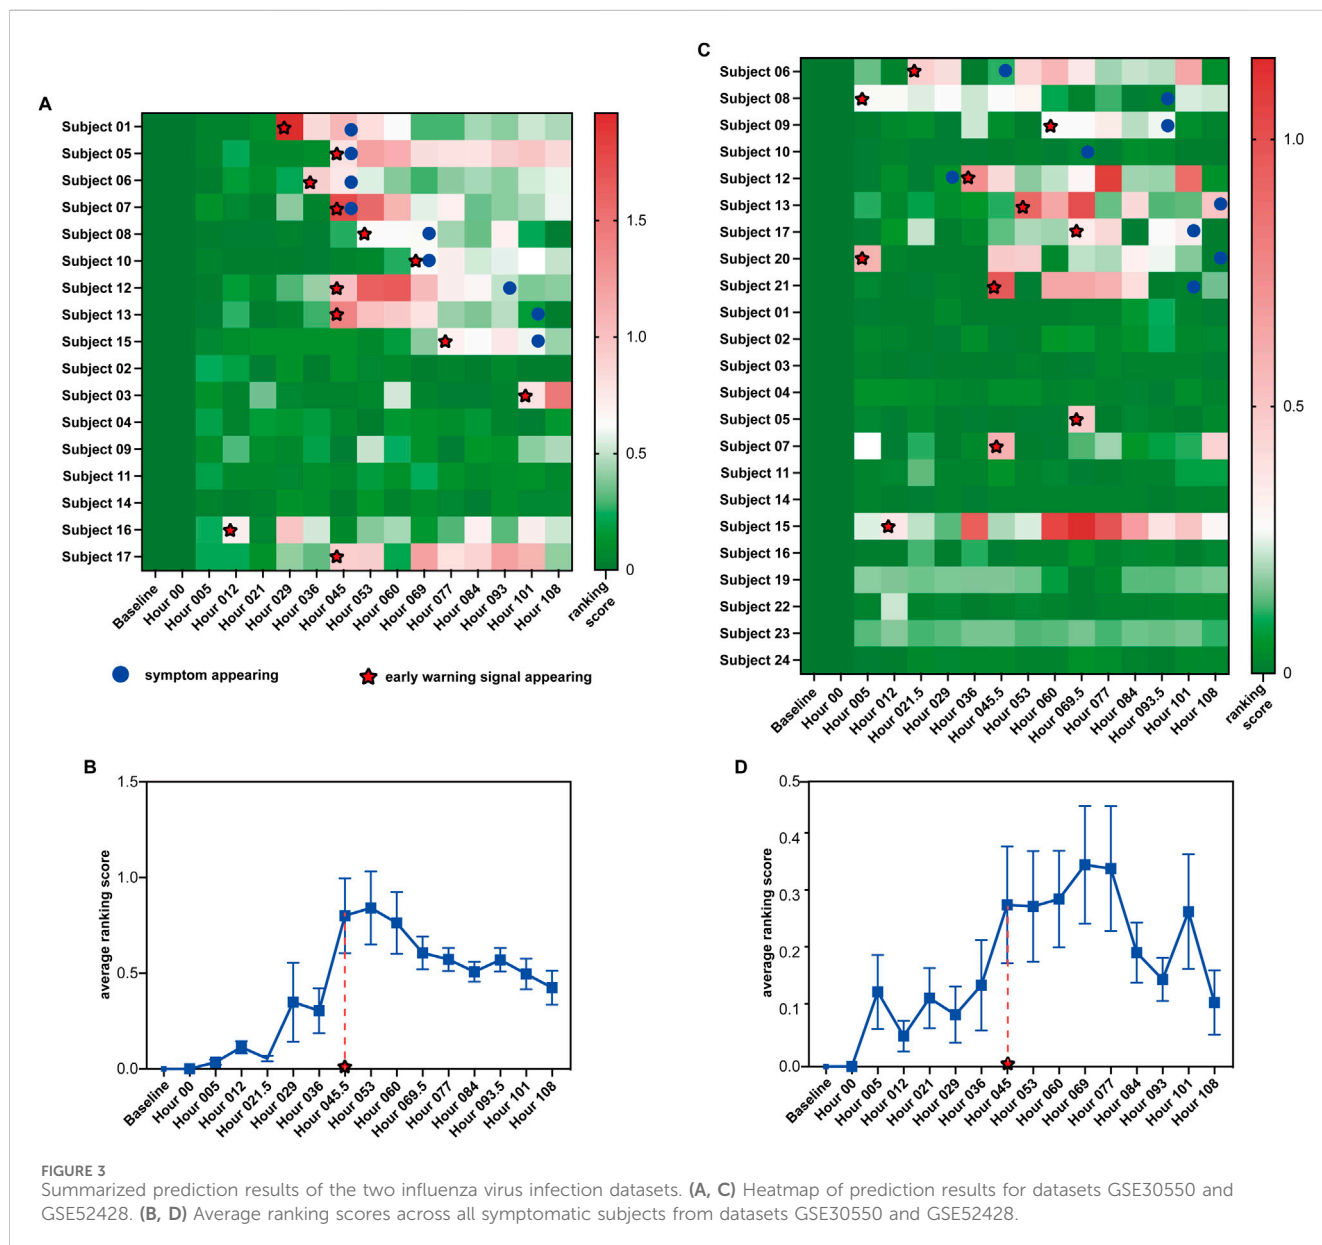 A
Subject 01
Subject 05
Subject 06
Subject 07
Subject 08
Subject 10
Subject 12
Subject 13
Subject 15
Subject 02
Subject 03
Subject 04
Subject 09
Subject 11
Subject 14
Subject 16
Subject 17
Baseline
Hour 00
Hour 005
Hour 012
Hour 021
Hour 029
Hour 036
Hour 045
Hour 053
Hour 060
Hour 069
Hour 077
Hour 084
Hour 093
Hour 101
Hour 108
ranking
score
1.5
1.0
0.5
0
symptom appearing
early warning signal appearing
C
Subject 06
Subject 08
Subject 09
Subject 10
Subject 12
Subject 13
Subject 17
Subject 20
Subject 21
Subject 01
Subject 02
Subject 03
Subject 04
Subject 05
Subject 07
Subject 11
Subject 14
Subject 15
Subject 16
Subject 19
Subject 22
Subject 23
Subject 24
Baseline
Hour 00
Hour 005
Hour 012
Hour 021.5
Hour 029
Hour 036
Hour 045.5
Hour 053
Hour 060
Hour 069.5
Hour 077
Hour 084
Hour 093.5
Hour 101
Hour 108
ranking
score
1.0
0.5
0
B
average ranking score
1.5
1.0
0.5
0.0
Baseline
Hour 00
Hour 005
Hour 012
Hour 021.5
Hour 029
Hour 036
Hour 045.5
Hour 053
Hour 060
Hour 069.5
Hour 077
Hour 084
Hour 093.5
Hour 101
Hour 108
D
average ranking score
0.5
0.4
0.3
0.2
0.1
0.0
Baseline
Hour 00
Hour 005
Hour 012
Hour 021
Hour 029
Hour 036
Hour 045
Hour 053
Hour 060
Hour 069
Hour 077
Hour 084
Hour 093
Hour 101
Hour 108
FIGURE 3
Summarized prediction results of the two influenza virus infection datasets. (A, C) Heatmap of prediction results for datasets GSE30550 and
GSE52428. (B, D) Average ranking scores across all symptomatic subjects from datasets GSE30550 and GSE52428.